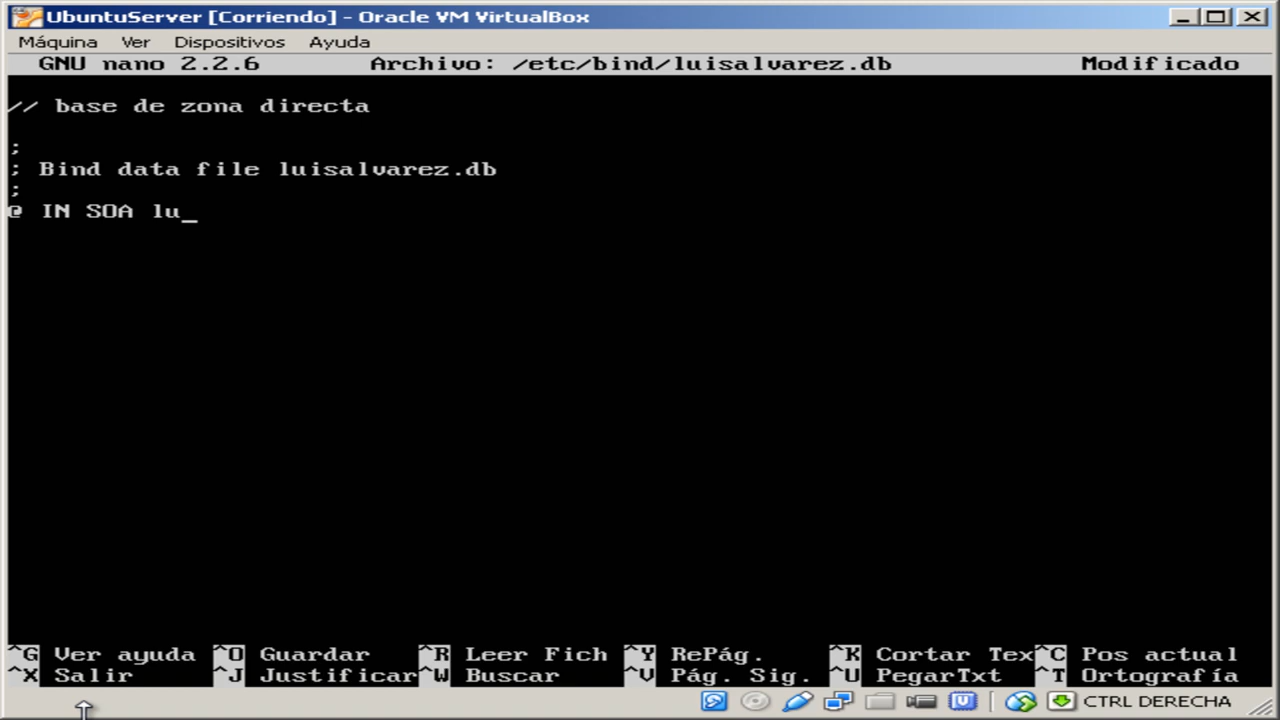 UbuntuServer [Corriendo] - Oracle VM VirtualBox
Máquina Ver Dispositivos Ayuda
GNU nano 2.2.6 Archivo: /etc/bind/luisalvarez.db Modificado
// base de zona directa
;
; Bind data file luisalvarez.db
;
@ IN SOA lu_
^G Ver ayuda ^O Guardar ^R Leer Fich ^Y RePág. ^K Cortar Tex^C Pos actual
^X Salir ^J Justificar^W Buscar ^V Pág. Sig. ^U PegarTxt ^T Ortografía
CTRL DERECHA